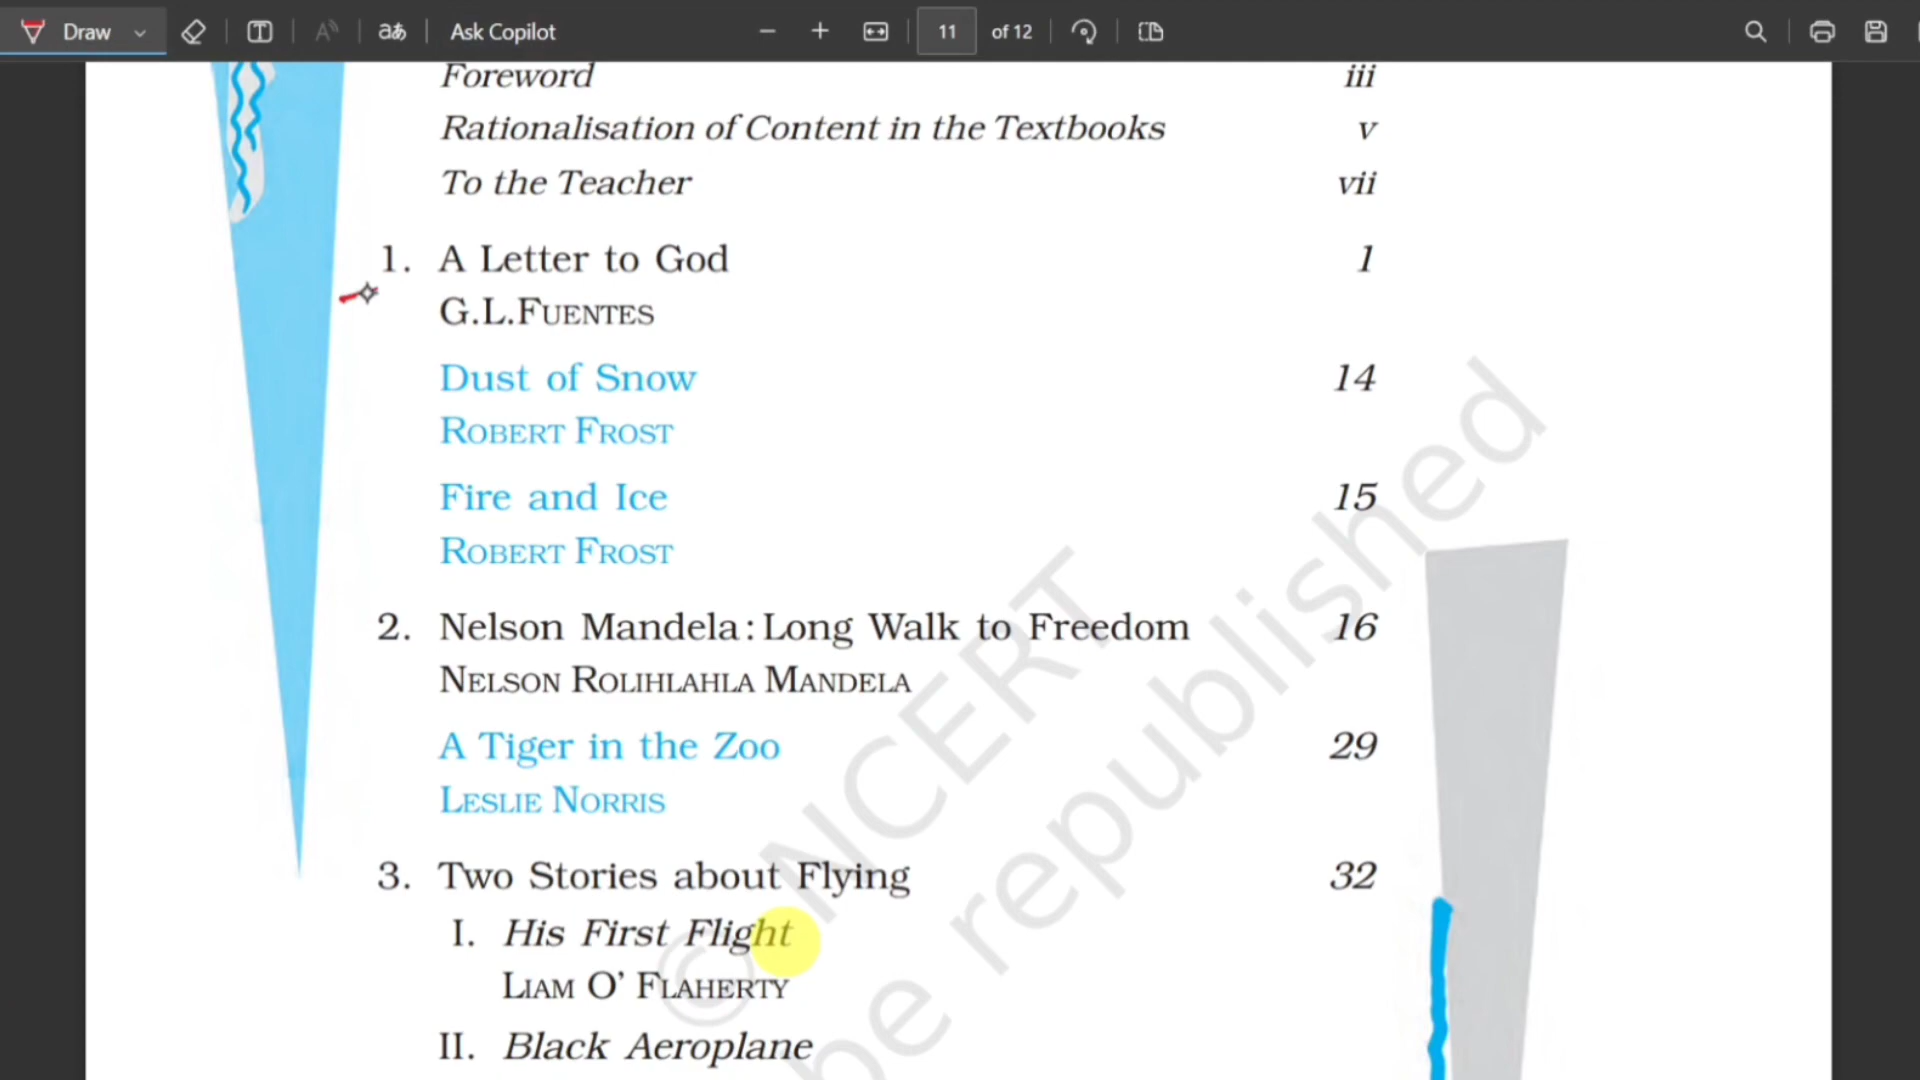 Draw
Ask Copilot
11 of 12
Foreword iii
Rationalisation of Content in the Textbooks v
To the Teacher vii
1. A Letter to God 1
G.L.FUENTES
Dust of Snow 14
ROBERT FROST
Fire and Ice 15
ROBERT FROST
2. Nelson Mandela: Long Walk to Freedom 16
NELSON ROLIHLAHLA MANDELA
A Tiger in the Zoo 29
LESLIE NORRIS
3. Two Stories about Flying 32
I. His First Flight
LIAM O' FLAHERTY
II. Black Aeroplane
© NCERT
be republished